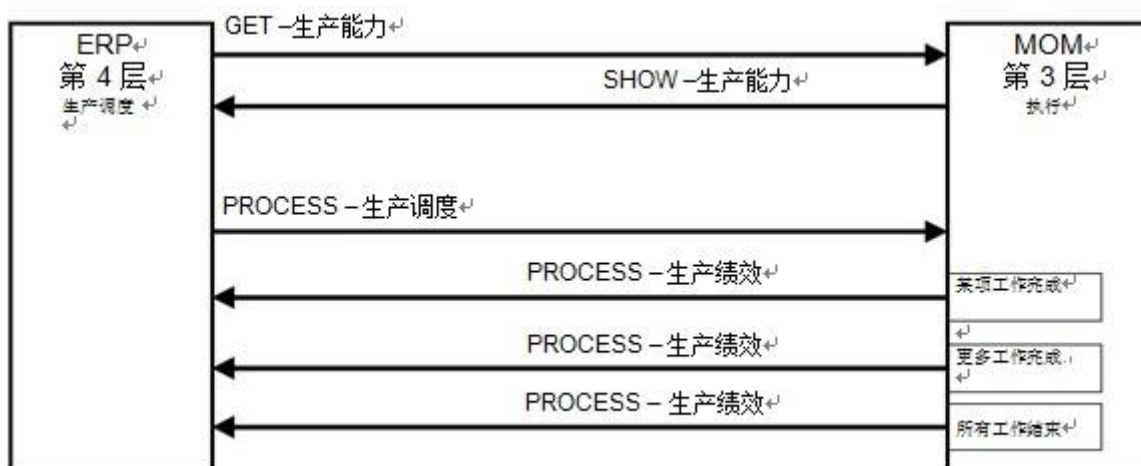 GET –生产能力↵
ERP↵
第 4 层↵
生产调度 ↵
↵
MOM↵
第 3 层↵
执行↵
SHOW –生产能力↵
PROCESS – 生产调度↵
PROCESS – 生产绩效↵
某项工作完成↵
↵
PROCESS – 生产绩效↵
更多工作完成.↓
↵
PROCESS – 生产绩效↵
所有工作结束↵